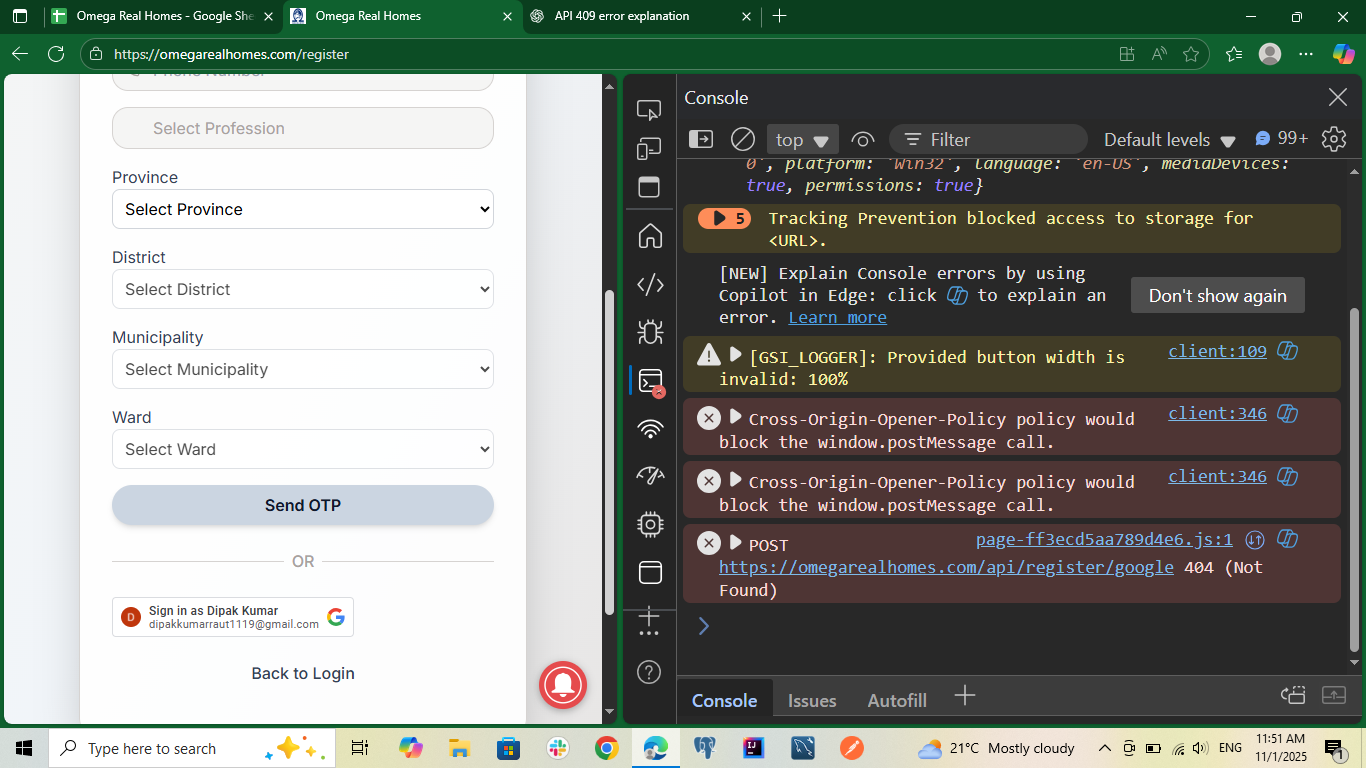 Omega Real Homes - Google She
Omega Real Homes
API 409 error explanation
https://omegarealhomes.com/register
Phone Number
Select Profession
Province
Select Province
District
Select District
Municipality
Select Municipality
Ward
Select Ward
Send OTP
OR
D
Sign in as Dipak Kumar
dipakkumarraut1119@gmail.com
Back to Login
Console
top
Filter
Default levels
99+
0', platform: 'Win32', language: 'en-US', mediaDevices:
true, permissions: true}
5
Tracking Prevention blocked access to storage for
<URL>.
[NEW] Explain Console errors by using
Copilot in Edge: click to explain an
error. Learn more
Don't show again
[GSI_LOGGER]: Provided button width is client:109
invalid: 100%
Cross-Origin-Opener-Policy policy would client:346
block the window.postMessage call.
Cross-Origin-Opener-Policy policy would client:346
block the window.postMessage call.
POST page-ff3ecd5aa789d4e6.js:1
https://omegarealhomes.com/api/register/google 404 (Not
Found)
Console
Issues
Autofill
Type here to search
21°C Mostly cloudy
ENG
11:51 AM
11/1/2025
1